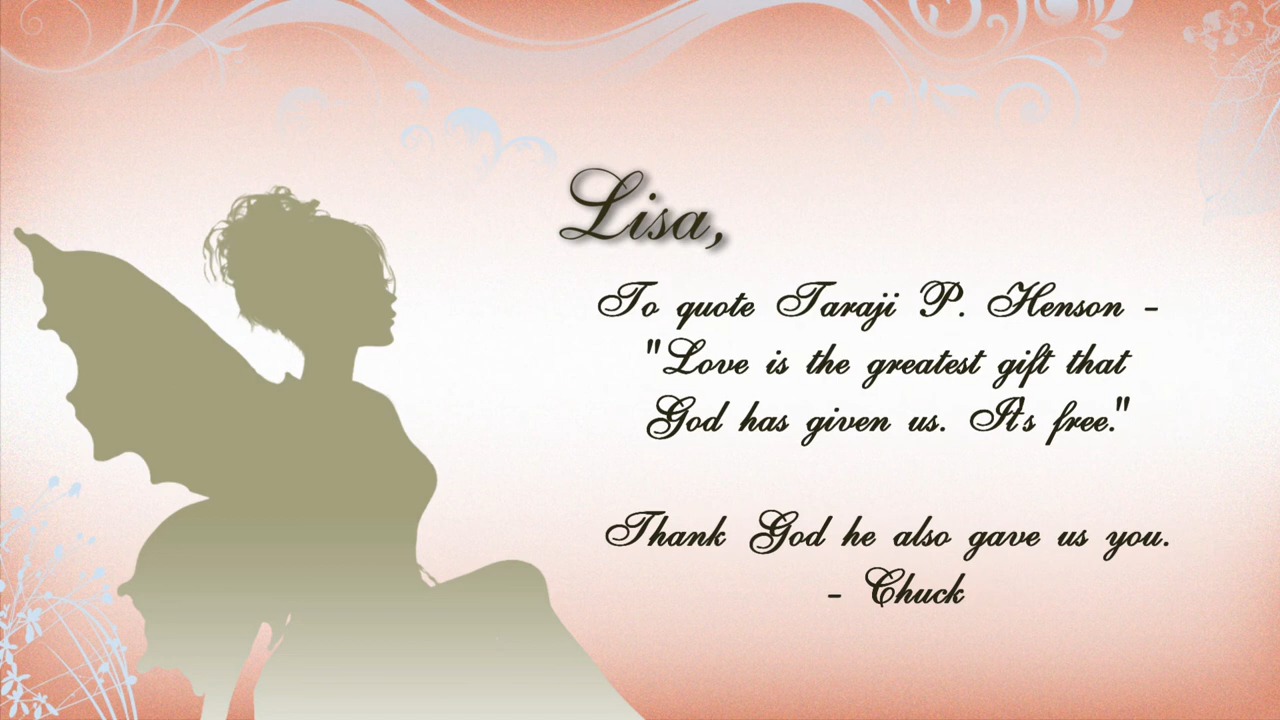 Lisa,
To quote Taraji P. Henson -
"Love is the greatest gift that
God has given us. It's free."
Thank God he also gave us you.
- Chuck